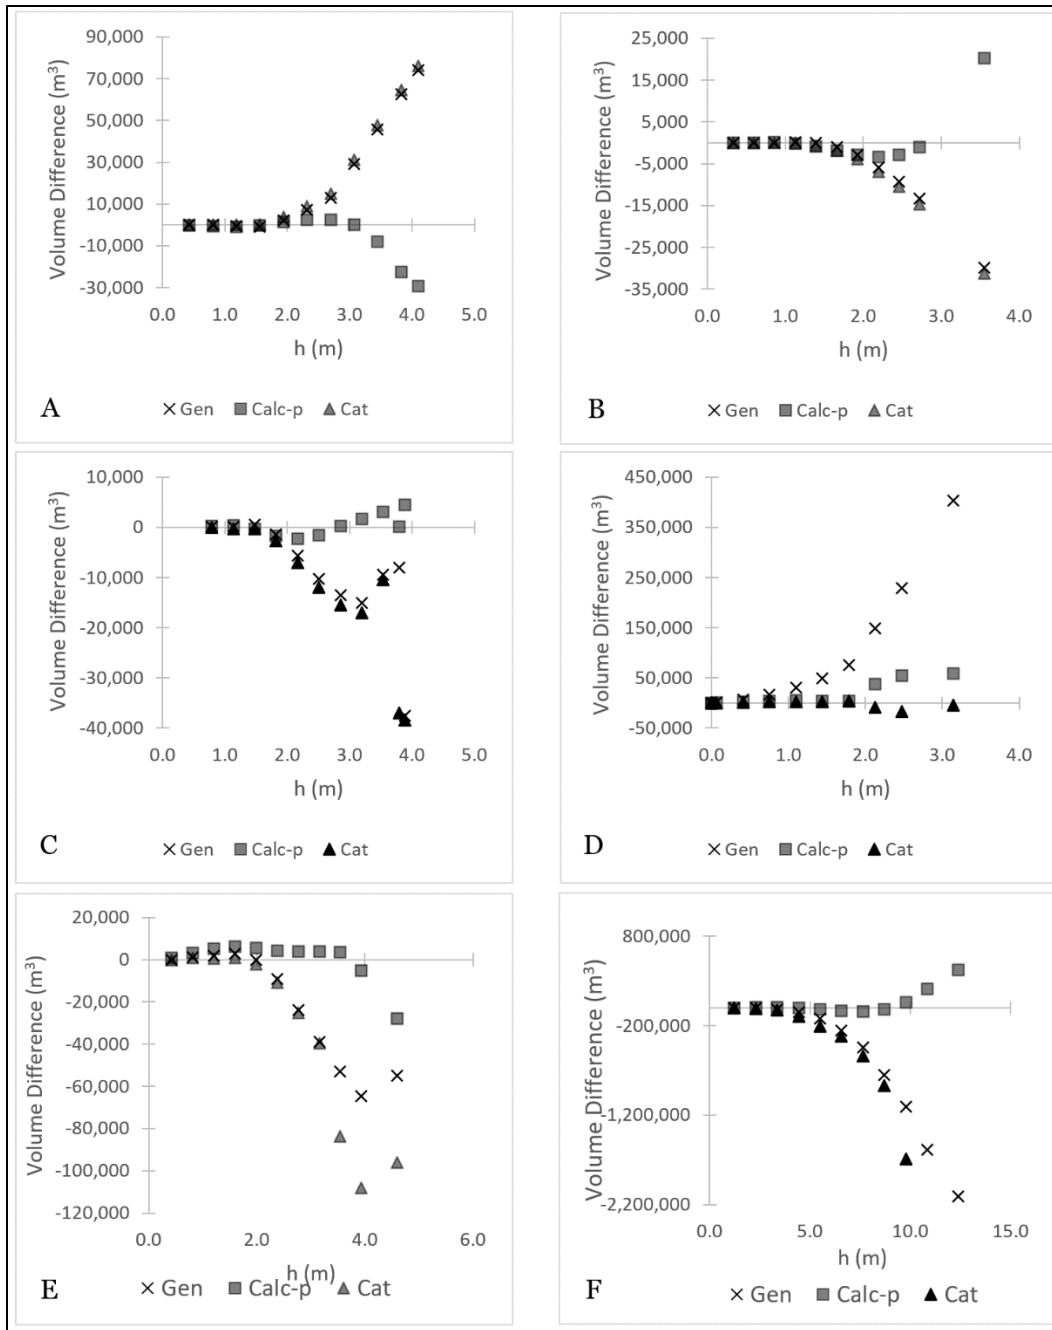 90,000
70,000
50,000
30,000
10,000
-10,000
-30,000
Volume Difference (m³)
0.0 1.0 2.0 3.0 4.0 5.0
h (m)
A
Gen Calc-p Cat
25,000
15,000
5,000
-5,000
-15,000
-25,000
-35,000
Volume Difference (m³)
0.0 1.0 2.0 3.0 4.0
h (m)
B
Gen Calc-p Cat
10,000
0
-10,000
-20,000
-30,000
-40,000
Volume Difference (m³)
0.0 1.0 2.0 3.0 4.0 5.0
h (m)
C
Gen Calc-p Cat
450,000
350,000
250,000
150,000
50,000
-50,000
Volume Difference (m³)
0.0 1.0 2.0 3.0 4.0
h (m)
D
Gen Calc-p Cat
20,000
0
-20,000
-40,000
-60,000
-80,000
-100,000
-120,000
Volume Difference (m³)
0.0 2.0 4.0 6.0
h (m)
E
Gen Calc-p Cat
800,000
-200,000
-1,200,000
-2,200,000
Volume Difference (m³)
0.0 5.0 10.0 15.0
h (m)
F
Gen Calc-p Cat